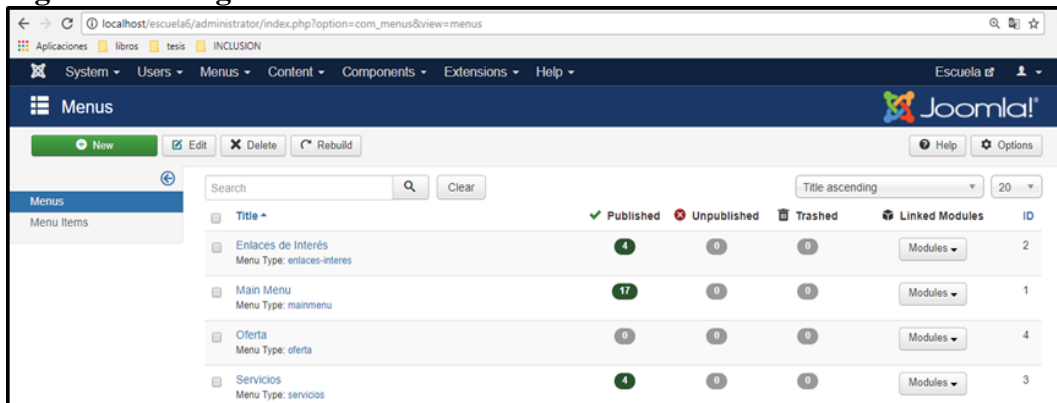 localhost/escuela6/administrator/index.php?option=com_menus&view=menus
Aplicaciones libros tesis INCLUSION
System Users Menus Content Components Extensions Help Escuela
Menus Joomla!
New Edit Delete Rebuild Help Options
Search Clear Title ascending 20
Menus
Title Published Unpublished Trashed Linked Modules ID
Menu Items
Enlaces de Interés 4 0 0 Modules 2
Menu Type: enlaces-interes
Main Menu 17 0 0 Modules 1
Menu Type: mainmenu
Oferta 0 0 0 Modules 4
Menu Type: oferta
Servicios 4 0 0 Modules 3
Menu Type: servicios